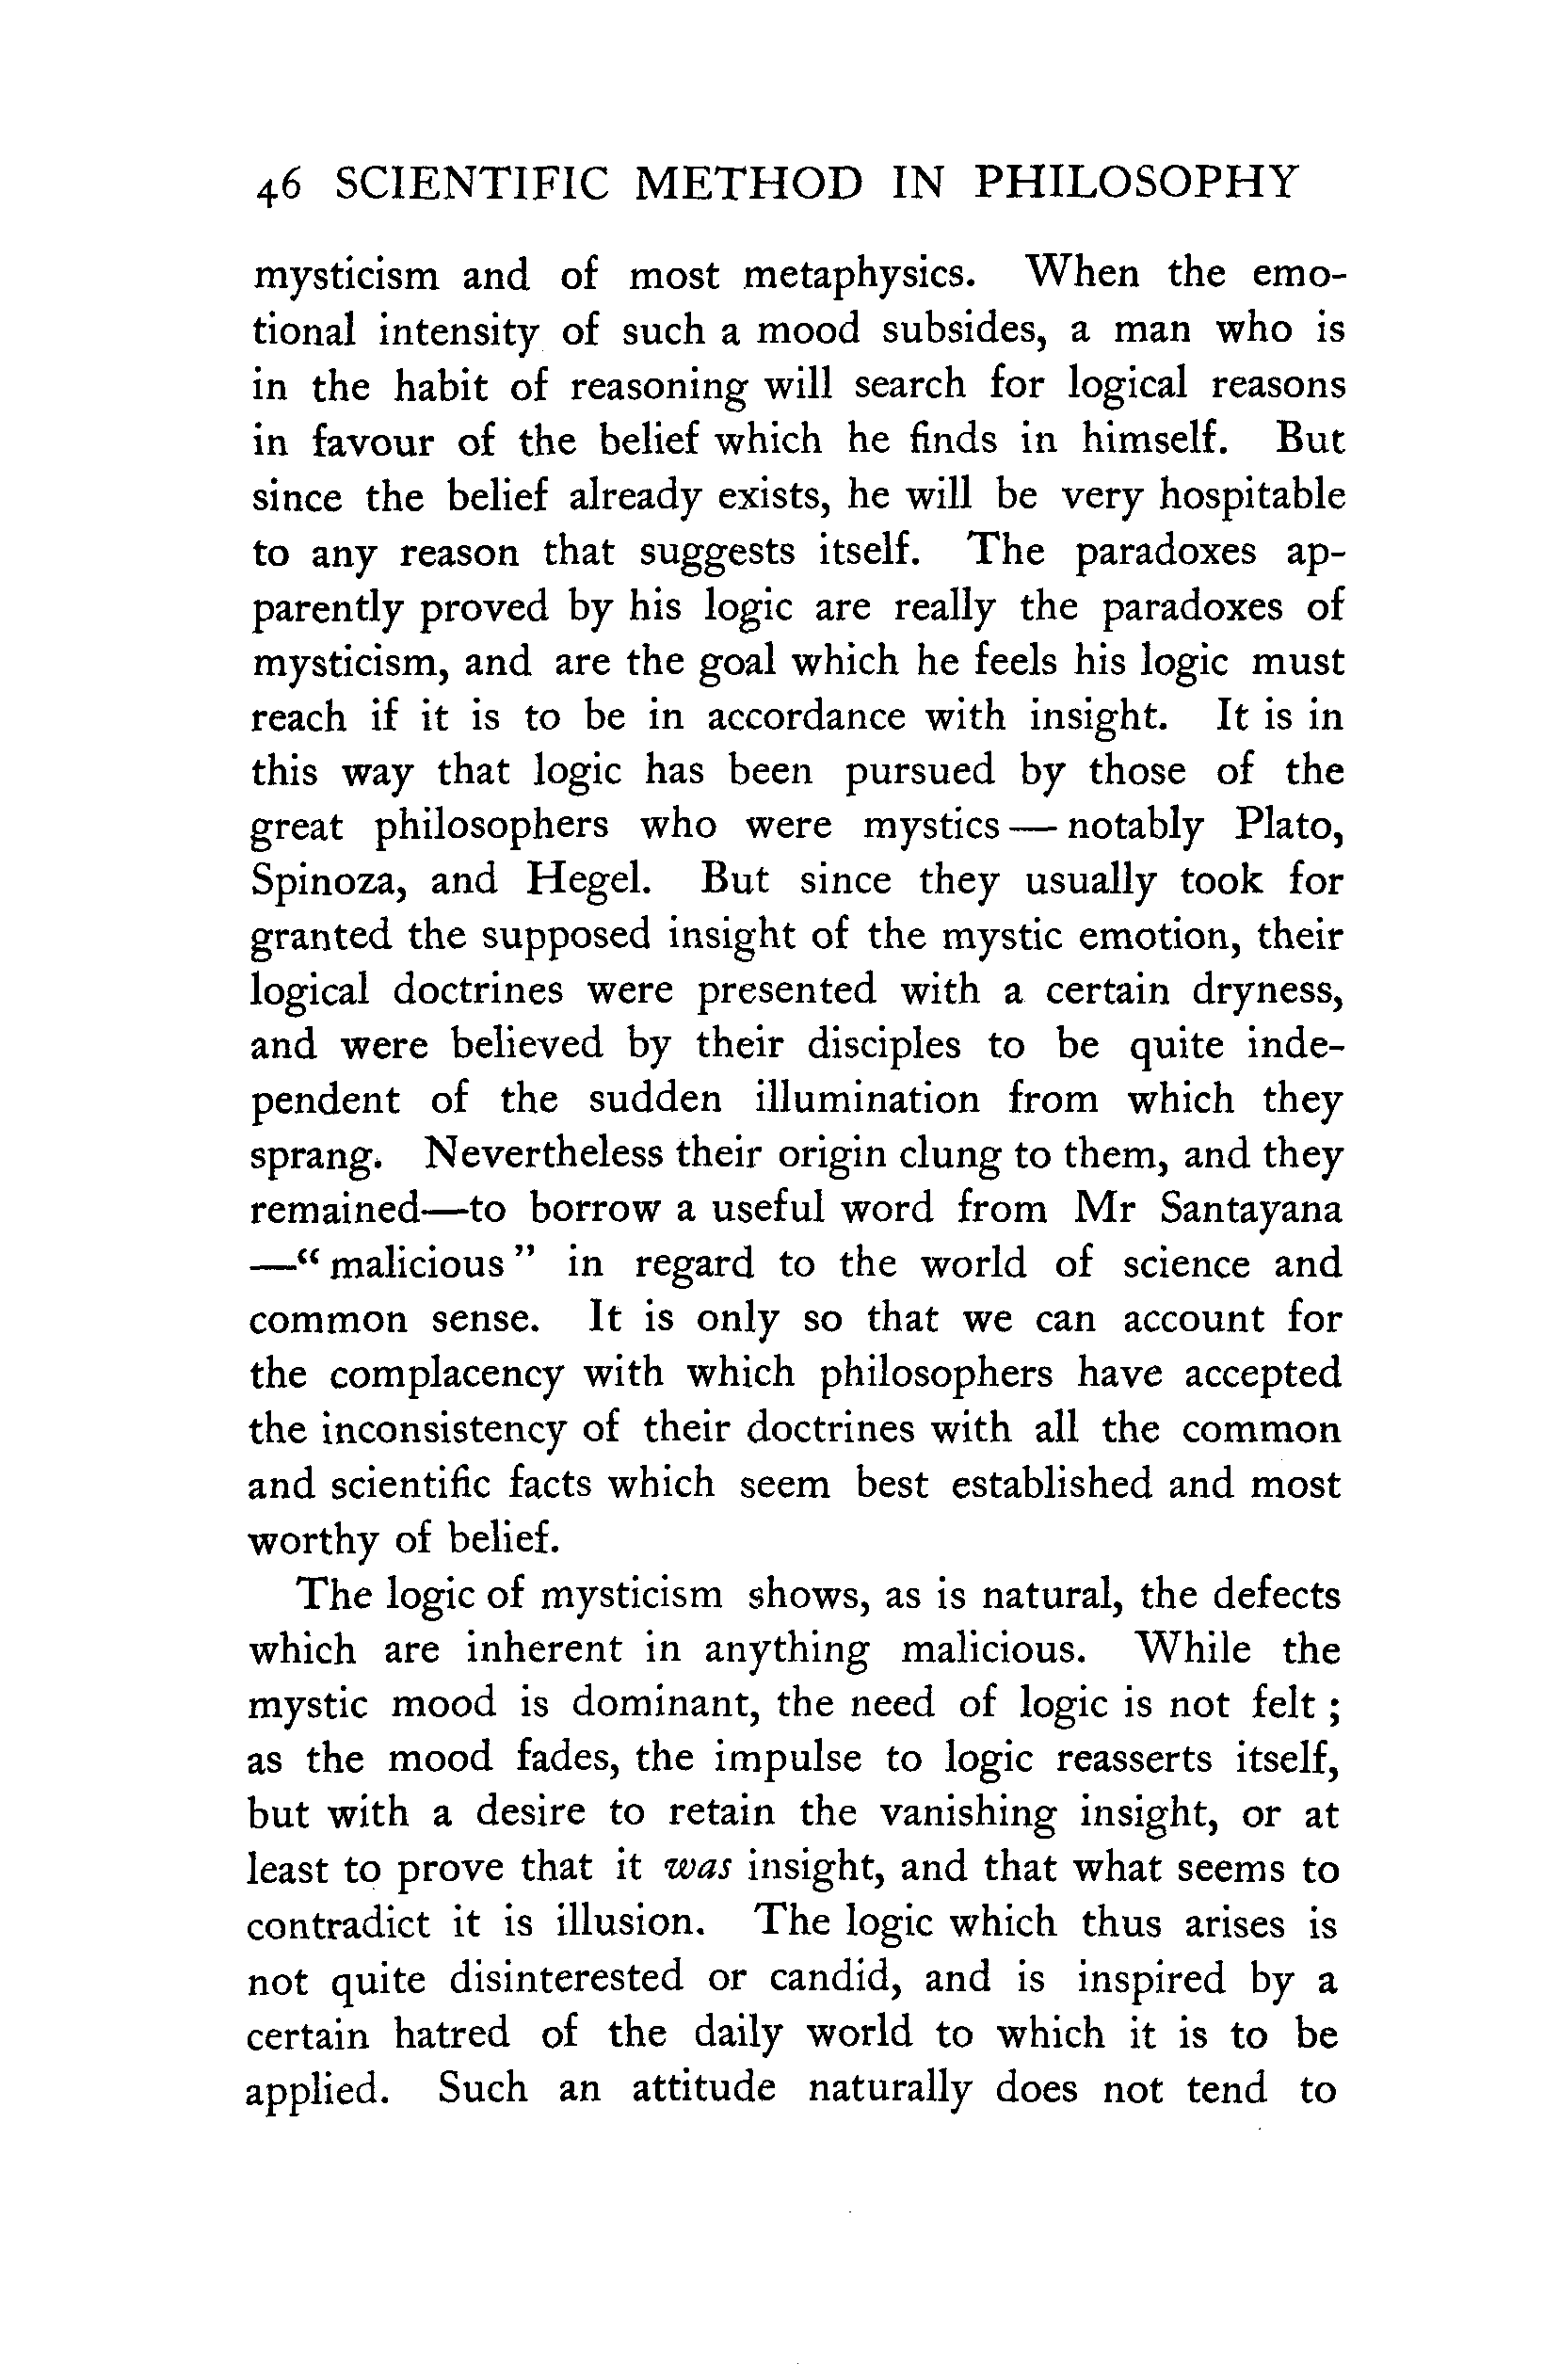 46 SCIENTIFIC METHOD IN PHILOSOPHY
mysticism and of most metaphysics. When the emo-
tional intensity of such a mood subsides, a man who is
in the habit of reasoning will search for logical reasons
in favour of the belief which he finds in himself. But
since the belief already exists, he will be very hospitable
to any reason that suggests itself. The paradoxes ap-
parently proved by his logic are really the paradoxes of
mysticism, and are the goal which he feels his logic must
reach if it is to be in accordance with insight. It is in
this way that logic has been pursued by those of the
great philosophers who were mystics — notably Plato,
Spinoza, and Hegel. But since they usually took for
granted the supposed insight of the mystic emotion, their
logical doctrines were presented with a certain dryness,
and were believed by their disciples to be quite inde-
pendent of the sudden illumination from which they
sprang. Nevertheless their origin clung to them, and they
remained—to borrow a useful word from Mr Santayana
—“ malicious ” in regard to the world of science and
common sense. It is only so that we can account for
the complacency with which philosophers have accepted
the inconsistency of their doctrines with all the common
and scientific facts which seem best established and most
worthy of belief.
The logic of mysticism shows, as is natural, the defects
which are inherent in anything malicious. While the
mystic mood is dominant, the need of logic is not felt ;
as the mood fades, the impulse to logic reasserts itself,
but with a desire to retain the vanishing insight, or at
least to prove that it was insight, and that what seems to
contradict it is illusion. The logic which thus arises is
not quite disinterested or candid, and is inspired by a
certain hatred of the daily world to which it is to be
applied. Such an attitude naturally does not tend to